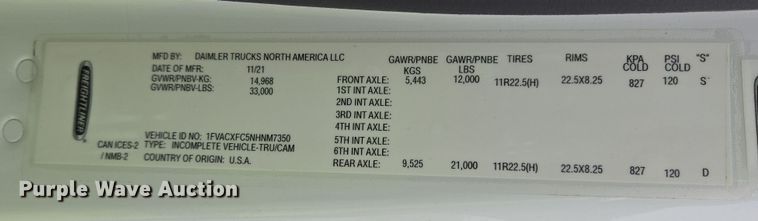 FREIGHTLINER
MFD BY: DAIMLER TRUCKS NORTH AMERICA LLC
DATE OF MFR: 11/21
GVWR/PNBV-KG: 14,968
GVWR/PNBV-LBS: 33,000
VEHICLE ID NO: 1FVACXFC5NHNM7350
CAN ICES-2 TYPE: INCOMPLETE VEHICLE-TRU/CAM
/ NMB-2 COUNTRY OF ORIGIN: U.S.A.
GAWR/PNBE GAWR/PNBE TIRES RIMS KPA PSI "S"
KGS LBS COLD COLD
FRONT AXLE: 5,443 12,000 11R22.5(H) 22.5X8.25 827 120 S
1ST INT AXLE:
2ND INT AXLE:
3RD INT AXLE:
4TH INT AXLE:
5TH INT AXLE:
6TH INT AXLE:
REAR AXLE: 9,525 21,000 11R22.5(H) 22.5X8.25 827 120 D
Purple Wave Auction